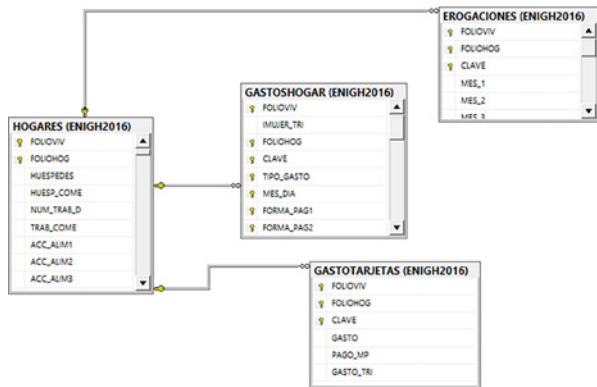 EROGACIONES (ENIGH2016)
FOLIOVIV
FOLIOHOG
CLAVE
MES_1
MES_2
MES_3
GASTOSHOGAR (ENIGH2016)
FOLIOVIV
IMUJER_TRI
FOLIOHOG
CLAVE
TIPO_GASTO
MES_DIA
FORMA_PAG1
FORMA_PAG2
HOGARES (ENIGH2016)
FOLIOVIV
FOLIOHOG
HUESPEDES
HUESP_COME
NUM_TRAB_D
TRAB_COME
ACC_ALIM1
ACC_ALIM2
ACC_ALIM3
GASTOTARJETAS (ENIGH2016)
FOLIOVIV
FOLIOHOG
CLAVE
GASTO
PAGO_MP
GASTO_TRI